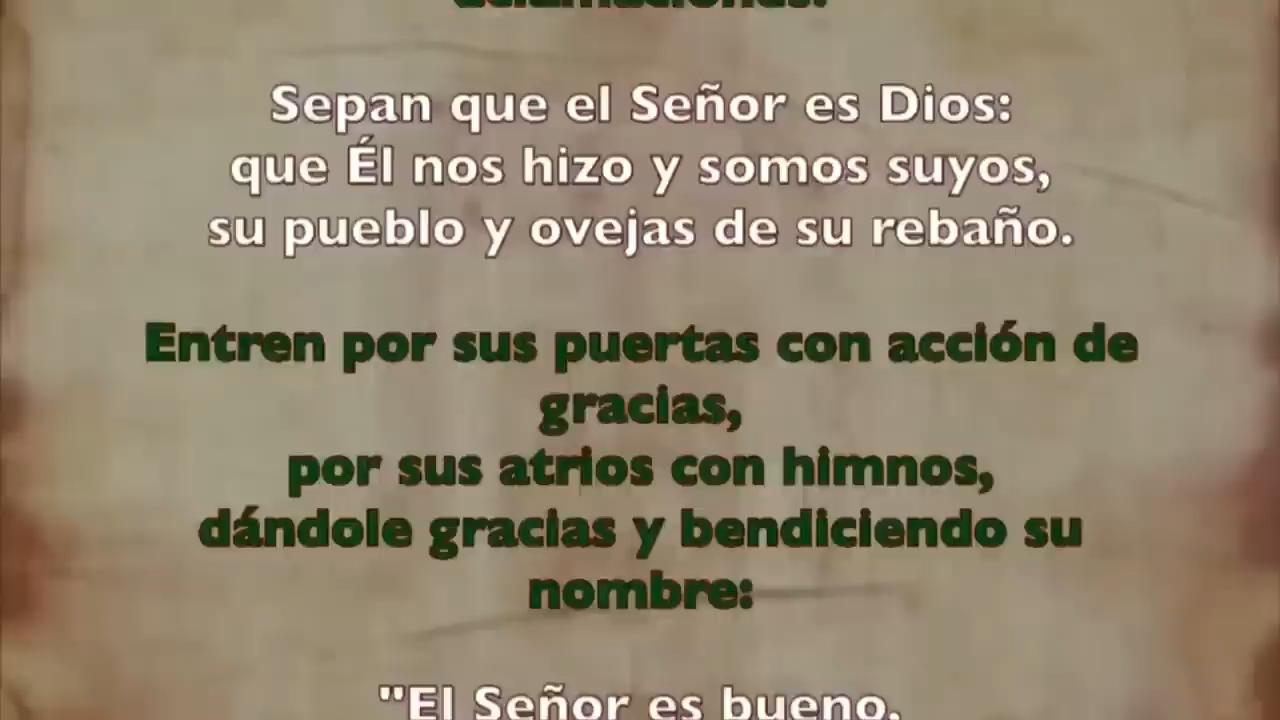 aclamaciones.
Sepan que el Señor es Dios:
que Él nos hizo y somos suyos,
su pueblo y ovejas de su rebaño.
Entren por sus puertas con acción de
gracias,
por sus atrios con himnos,
dándole gracias y bendiciendo su
nombre:
"El Señor es bueno,